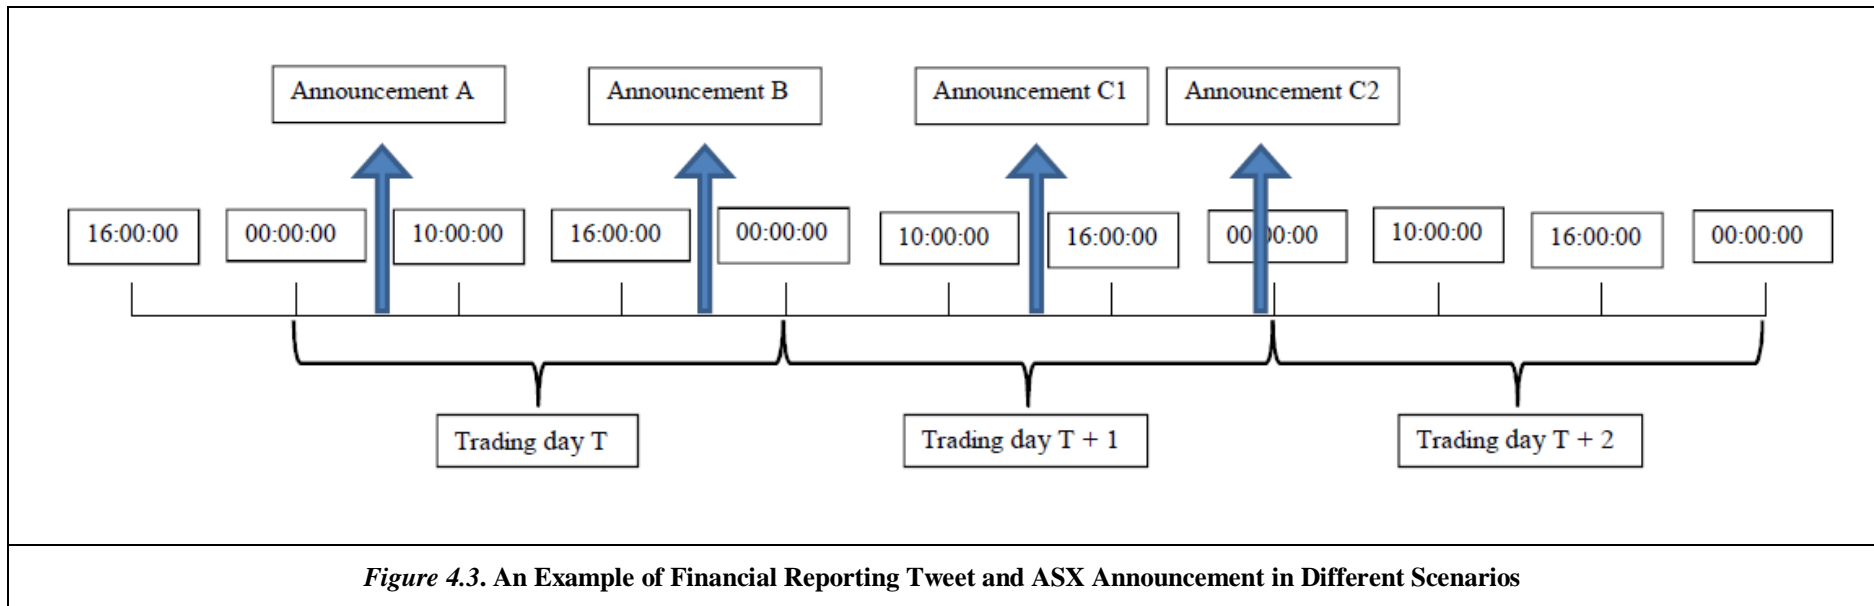 Announcement A
Announcement B
Announcement C1
Announcement C2
16:00:00
00:00:00
10:00:00
16:00:00
00:00:00
10:00:00
16:00:00
00:00:00
10:00:00
16:00:00
00:00:00
Trading day T
Trading day T + 1
Trading day T + 2
Figure 4.3. An Example of Financial Reporting Tweet and ASX Announcement in Different Scenarios